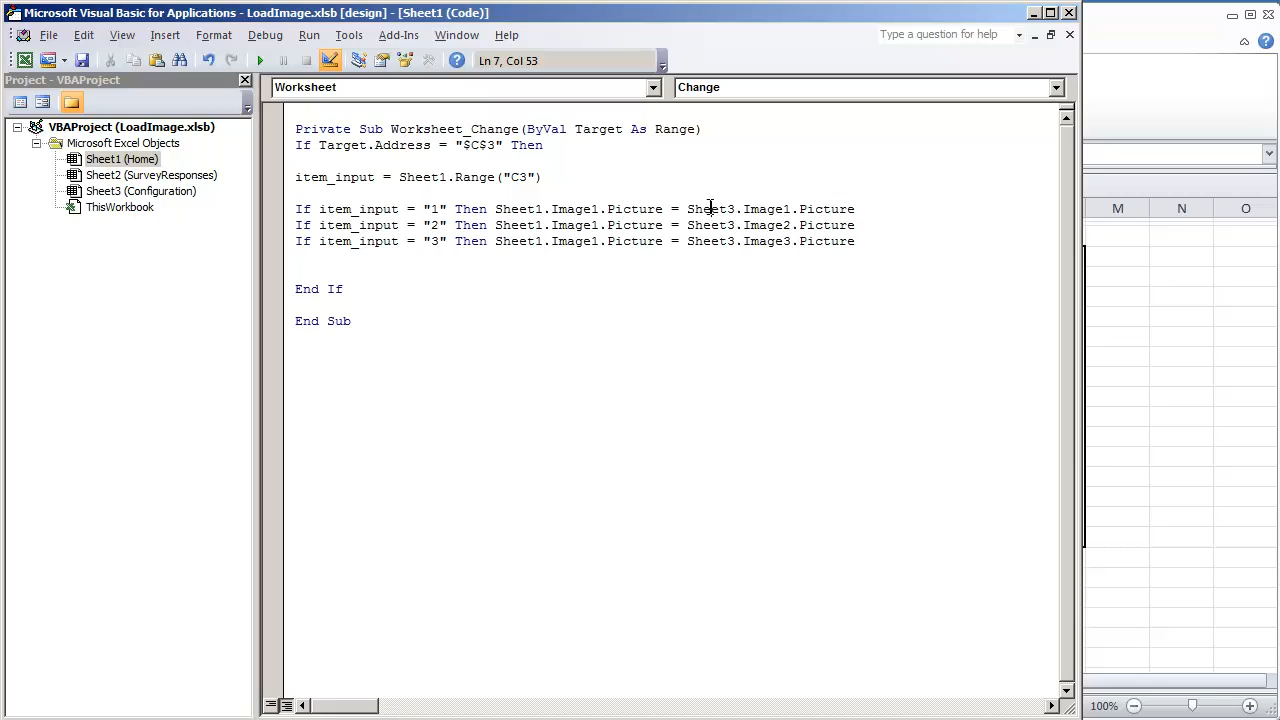 Microsoft Visual Basic for Applications - LoadImage.xlsb [design] - [Sheet1 (Code)]
File Edit View Insert Format Debug Run Tools Add-Ins Window Help
Type a question for help
Ln 7, Col 53
Project - VBAProject
Worksheet
Change
VBAProject (LoadImage.xlsb)
Microsoft Excel Objects
Sheet1 (Home)
Sheet2 (SurveyResponses)
Sheet3 (Configuration)
ThisWorkbook
Private Sub Worksheet_Change(ByVal Target As Range)
If Target.Address = "$C$3" Then
item_input = Sheet1.Range("C3")
If item_input = "1" Then Sheet1.Image1.Picture = Sheet3.Image1.Picture
If item_input = "2" Then Sheet1.Image1.Picture = Sheet3.Image2.Picture
If item_input = "3" Then Sheet1.Image1.Picture = Sheet3.Image3.Picture
End If
End Sub
M N O
100%